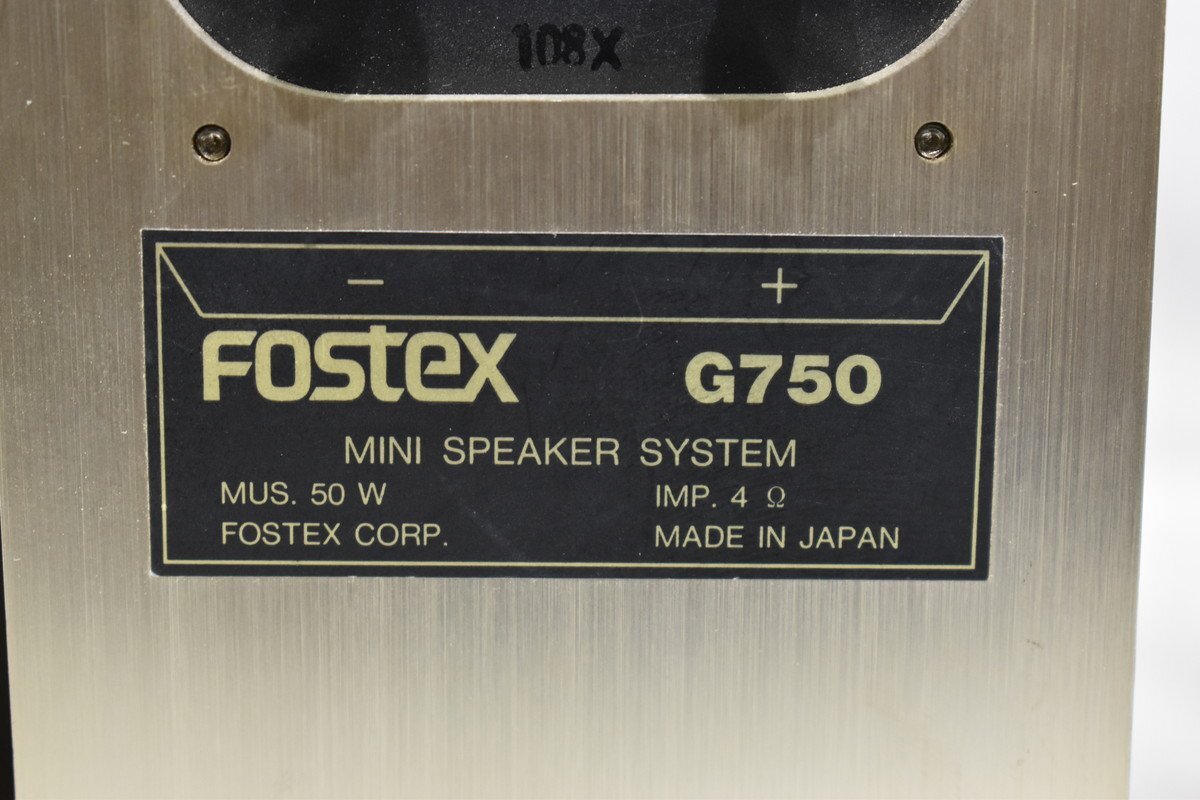 108X
− +
FOSTEX G750
MINI SPEAKER SYSTEM
MUS. 50 W IMP. 4 Ω
FOSTEX CORP. MADE IN JAPAN